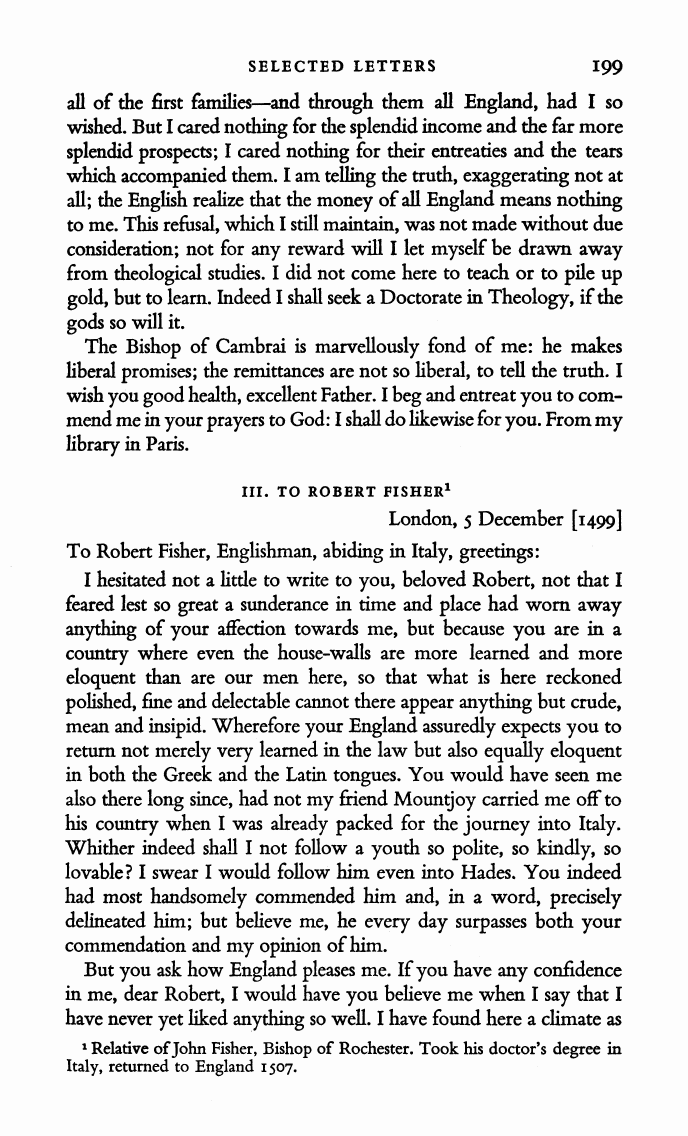 SELECTED LETTERS 199
all of the first families—and through them all England, had I so
wished. But I cared nothing for the splendid income and the far more
splendid prospects; I cared nothing for their entreaties and the tears
which accompanied them. I am telling the truth, exaggerating not at
all; the English realize that the money of all England means nothing
to me. This refusal, which I still maintain, was not made without due
consideration; not for any reward will I let myself be drawn away
from theological studies. I did not come here to teach or to pile up
gold, but to learn. Indeed I shall seek a Doctorate in Theology, if the
gods so will it.
The Bishop of Cambrai is marvellously fond of me: he makes
liberal promises; the remittances are not so liberal, to tell the truth. I
wish you good health, excellent Father. I beg and entreat you to com-
mend me in your prayers to God: I shall do likewise for you. From my
library in Paris.
III. TO ROBERT FISHER¹
London, 5 December [1499]
To Robert Fisher, Englishman, abiding in Italy, greetings:
I hesitated not a little to write to you, beloved Robert, not that I
feared lest so great a sunderance in time and place had worn away
anything of your affection towards me, but because you are in a
country where even the house-walls are more learned and more
eloquent than are our men here, so that what is here reckoned
polished, fine and delectable cannot there appear anything but crude,
mean and insipid. Wherefore your England assuredly expects you to
return not merely very learned in the law but also equally eloquent
in both the Greek and the Latin tongues. You would have seen me
also there long since, had not my friend Mountjoy carried me off to
his country when I was already packed for the journey into Italy.
Whither indeed shall I not follow a youth so polite, so kindly, so
lovable? I swear I would follow him even into Hades. You indeed
had most handsomely commended him and, in a word, precisely
delineated him; but believe me, he every day surpasses both your
commendation and my opinion of him.
But you ask how England pleases me. If you have any confidence
in me, dear Robert, I would have you believe me when I say that I
have never yet liked anything so well. I have found here a climate as
¹ Relative of John Fisher, Bishop of Rochester. Took his doctor's degree in
Italy, returned to England 1507.